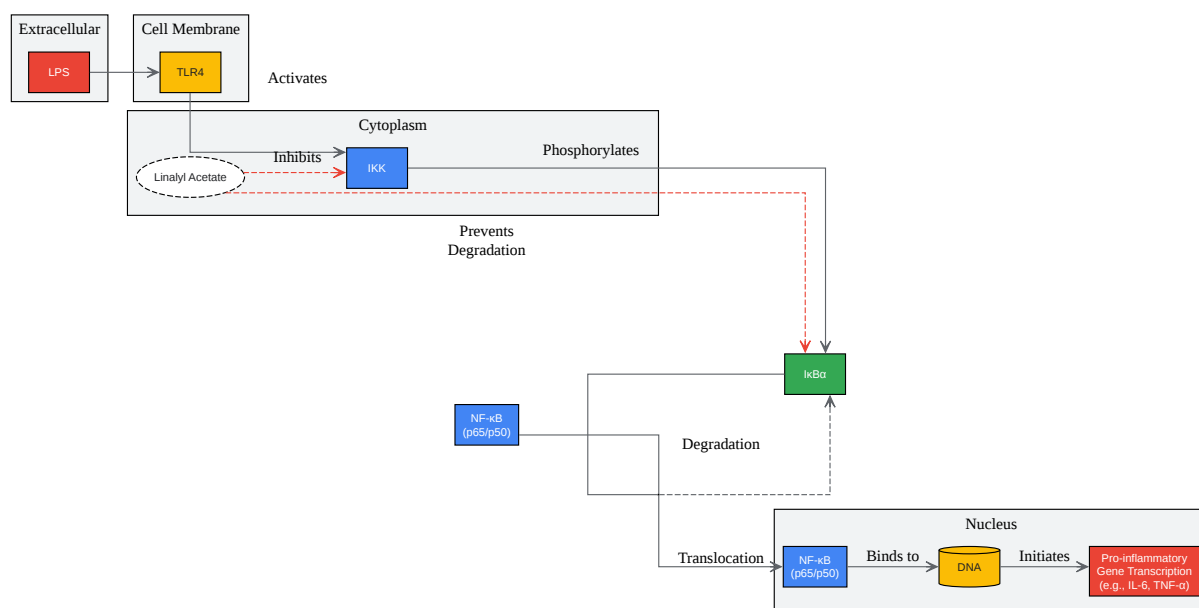 Extracellular
Cell Membrane
LPS
TLR4
Activates
Cytoplasm
Inhibits
Phosphorylates
IKK
Linalyl Acetate
Prevents
Degradation
IκBα
NF-κB
(p65/p50)
Degradation
Nucleus
Translocation
NF-κB
(p65/p50)
Binds to
DNA
Initiates
Pro-inflammatory
Gene Transcription
(e.g., IL-6, TNF-α)